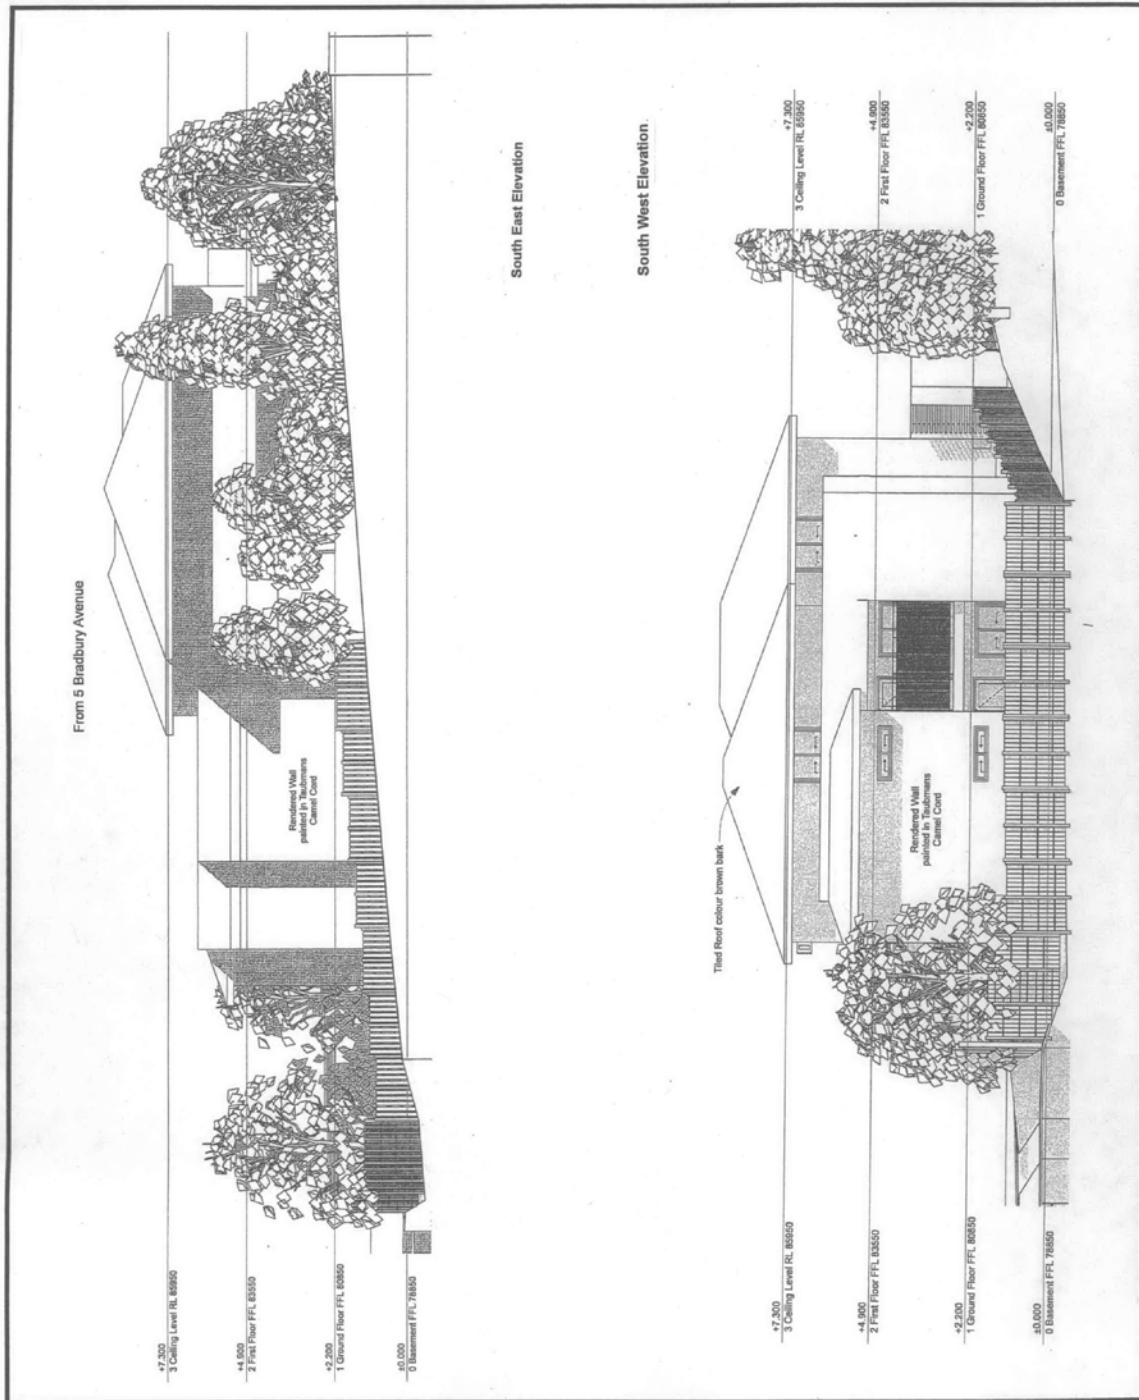 From 5 Bradbury Avenue
Rendered Wall
painted in Taubmans
Camel Cord
+7.300
3 Ceiling Level RL 85950
+4.900
2 First Floor FFL 83550
+2.200
1 Ground Floor FFL 80850
±0.000
0 Basement FFL 78850
South East Elevation
South West Elevation
Tiled Roof colour brown bark
Rendered Wall
painted in Taubmans
Camel Cord
+7.300
3 Ceiling Level RL 85950
+4.900
2 First Floor FFL 83550
+2.200
1 Ground Floor FFL 80850
±0.000
0 Basement FFL 78850
+7.300
3 Ceiling Level RL 85950
+4.900
2 First Floor FFL 83550
+2.200
1 Ground Floor FFL 80850
±0.000
0 Basement FFL 78850